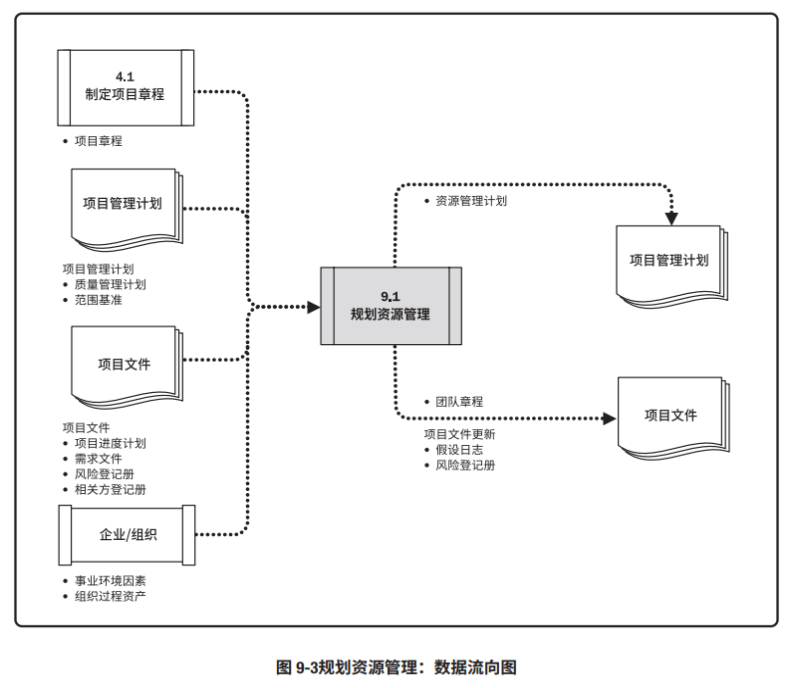 4.1
制定项目章程
• 项目章程
项目管理计划
项目管理计划
• 质量管理计划
• 范围基准
项目文件
项目文件
• 项目进度计划
• 需求文件
• 风险登记册
• 相关方登记册
企业/组织
• 事业环境因素
• 组织过程资产
9.1
规划资源管理
• 资源管理计划
项目管理计划
• 团队章程
项目文件更新
• 假设日志
• 风险登记册
项目文件
图 9-3规划资源管理：数据流向图